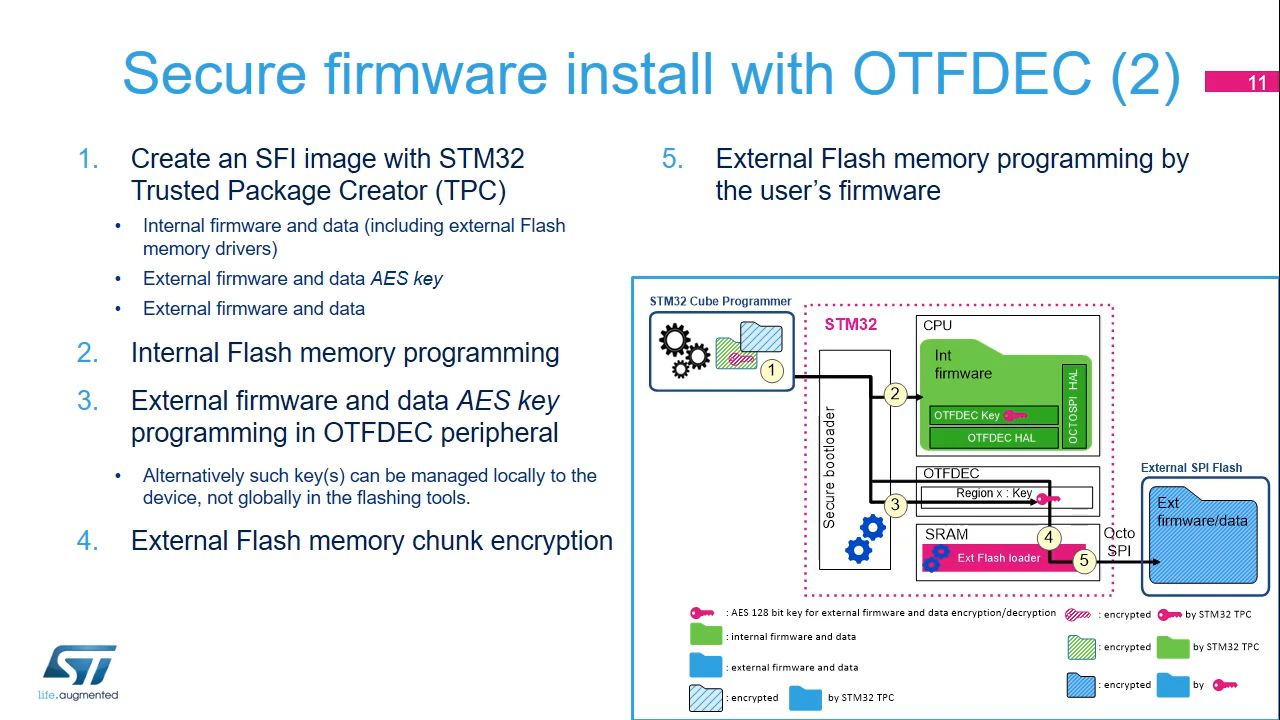 Secure firmware install with OTFDEC (2)
11
1. Create an SFI image with STM32
Trusted Package Creator (TPC)
• Internal firmware and data (including external Flash
memory drivers)
• External firmware and data AES key
• External firmware and data
2. Internal Flash memory programming
3. External firmware and data AES key
programming in OTFDEC peripheral
• Alternatively such key(s) can be managed locally to the
device, not globally in the flashing tools.
4. External Flash memory chunk encryption
5. External Flash memory programming by
the user's firmware
STM32 Cube Programmer
1
STM32
Secure bootloader
2
3
CPU
Int
firmware
OTFDEC Key
OTFDEC HAL
OCTOSPI HAL
OTFDEC
Region x : Key
SRAM
4
Ext Flash loader
5
Octo
SPI
External SPI Flash
Ext
firmware/data
: AES 128 bit key for external firmware and data encryption/decryption
: internal firmware and data
: external firmware and data
: encrypted by STM32 TPC
: encrypted by STM32 TPC
: encrypted by STM32 TPC
: encrypted by
ST
life.augmented